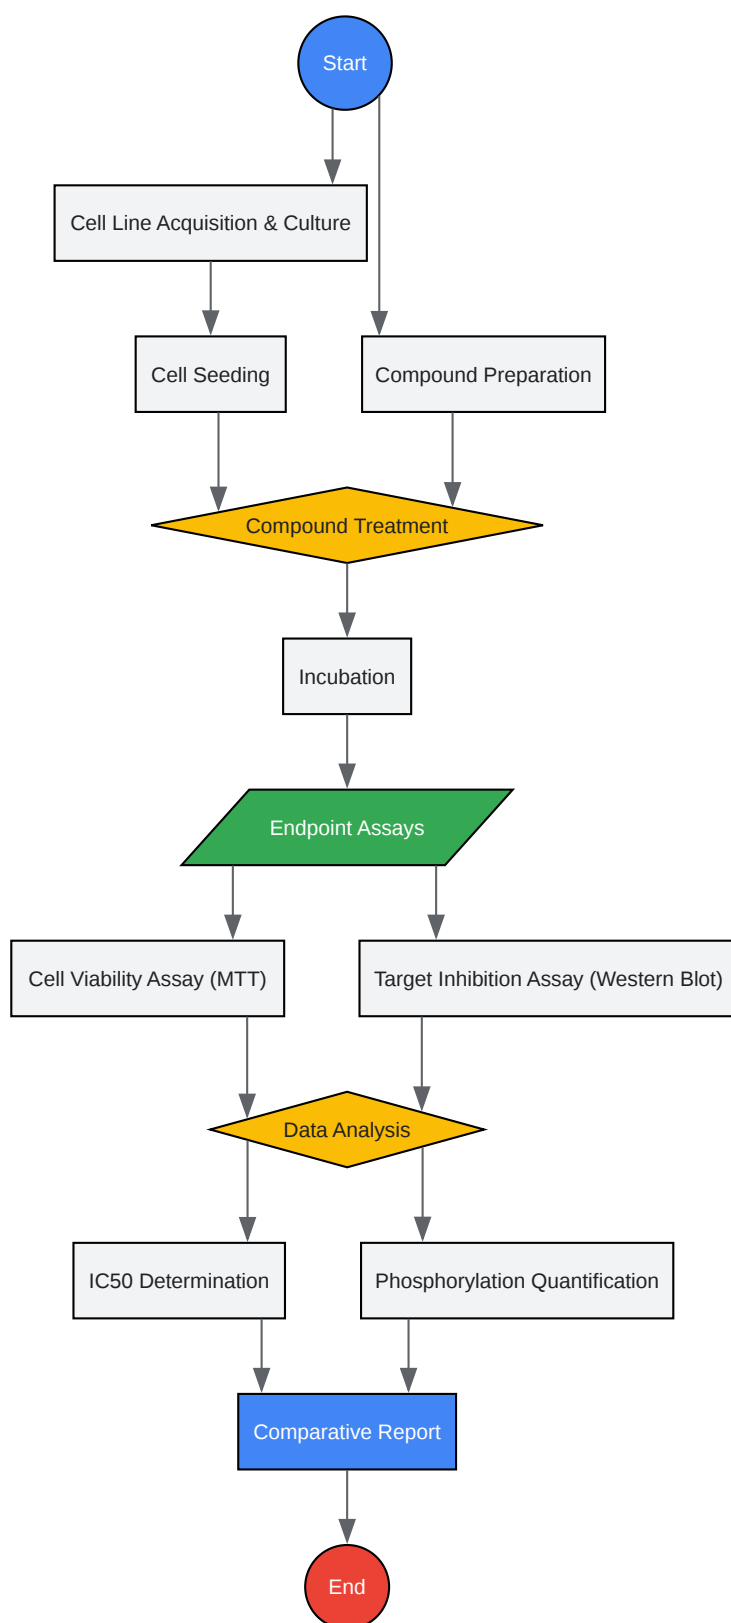 Start
Cell Line Acquisition & Culture
Cell Seeding
Compound Preparation
Compound Treatment
Incubation
Endpoint Assays
Cell Viability Assay (MTT)
Target Inhibition Assay (Western Blot)
Data Analysis
IC50 Determination
Phosphorylation Quantification
Comparative Report
End